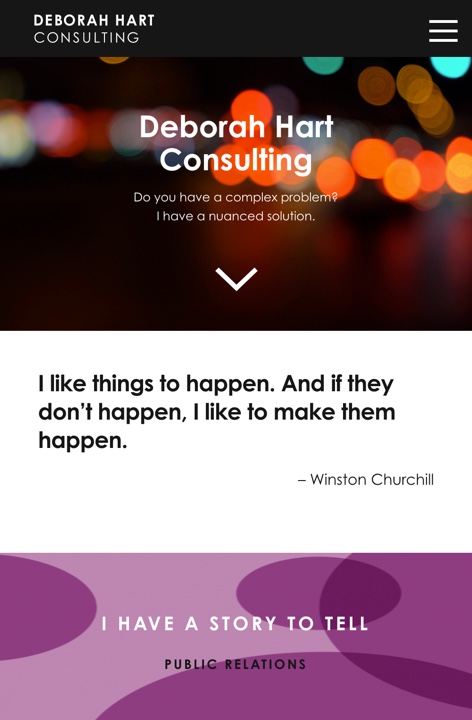 DEBORAH HART
CONSULTING
Deborah Hart
Consulting
Do you have a complex problem?
I have a nuanced solution.
I like things to happen. And if they
don’t happen, I like to make them
happen.
– Winston Churchill
I HAVE A STORY TO TELL
PUBLIC RELATIONS